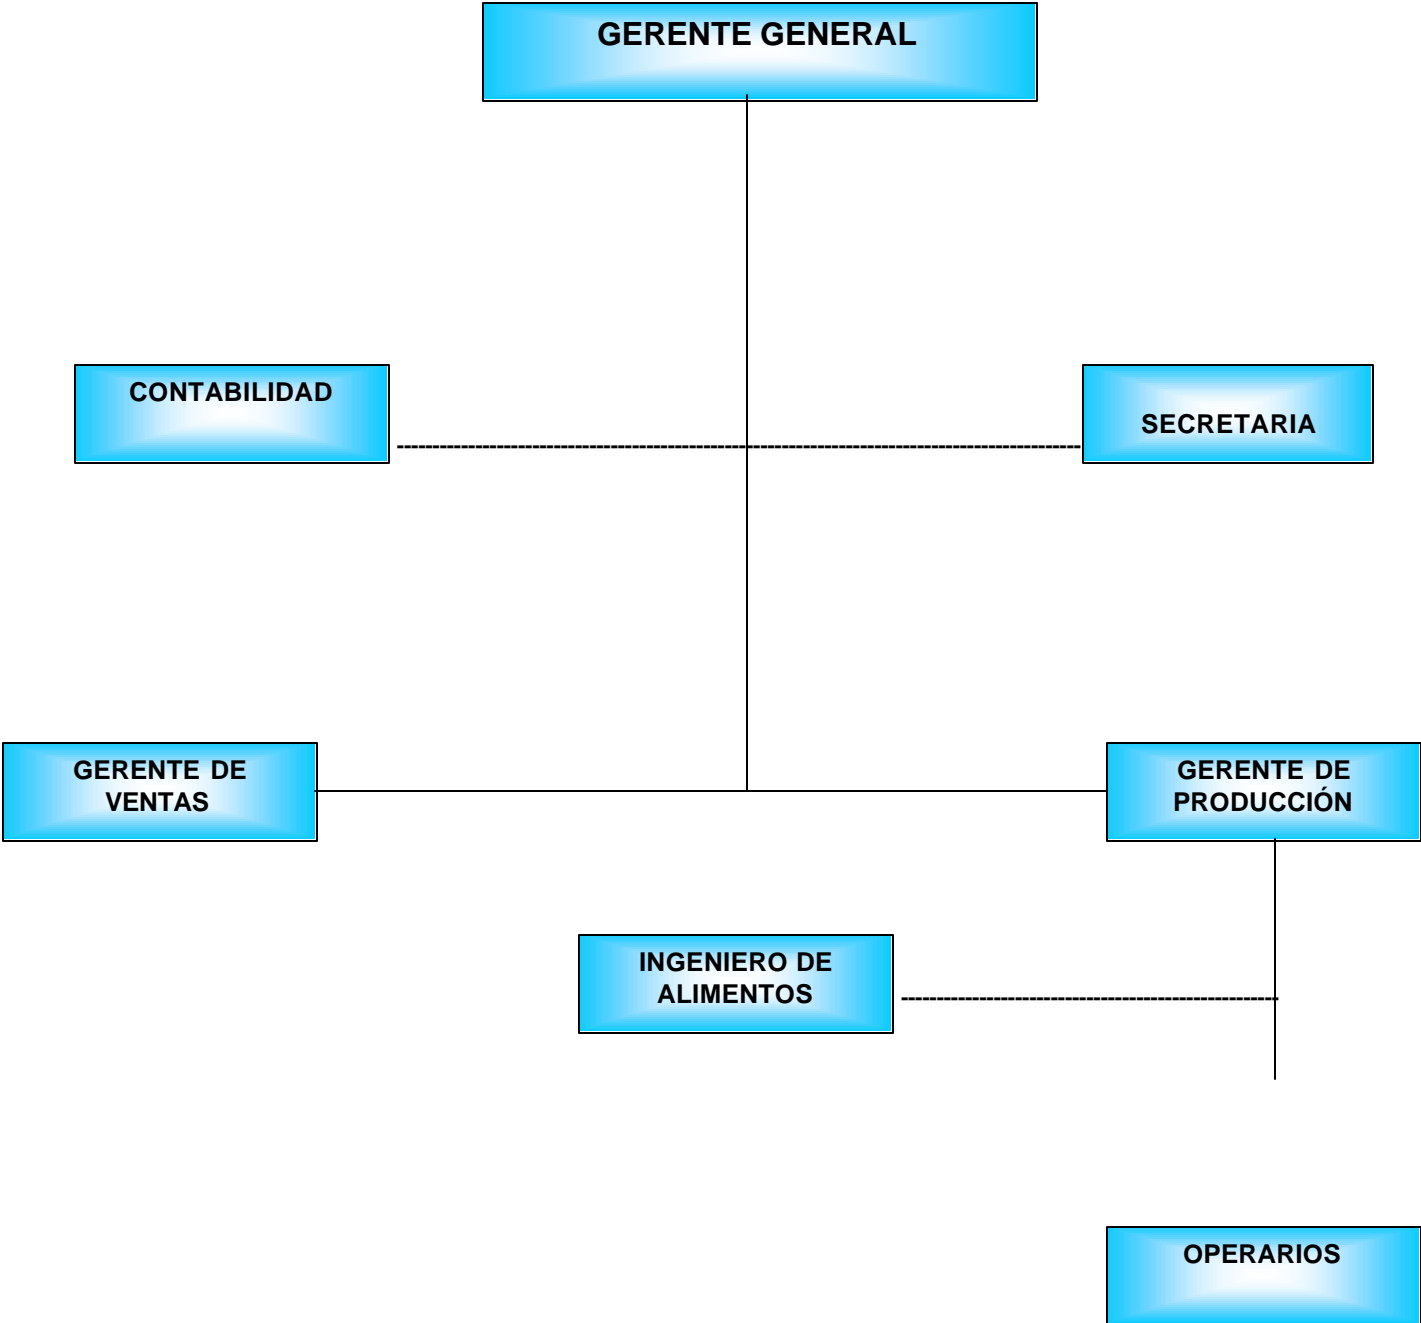 GERENTE GENERAL
CONTABILIDAD
SECRETARIA
GERENTE DE
VENTAS
GERENTE DE
PRODUCCIÓN
INGENIERO DE
ALIMENTOS
OPERARIOS